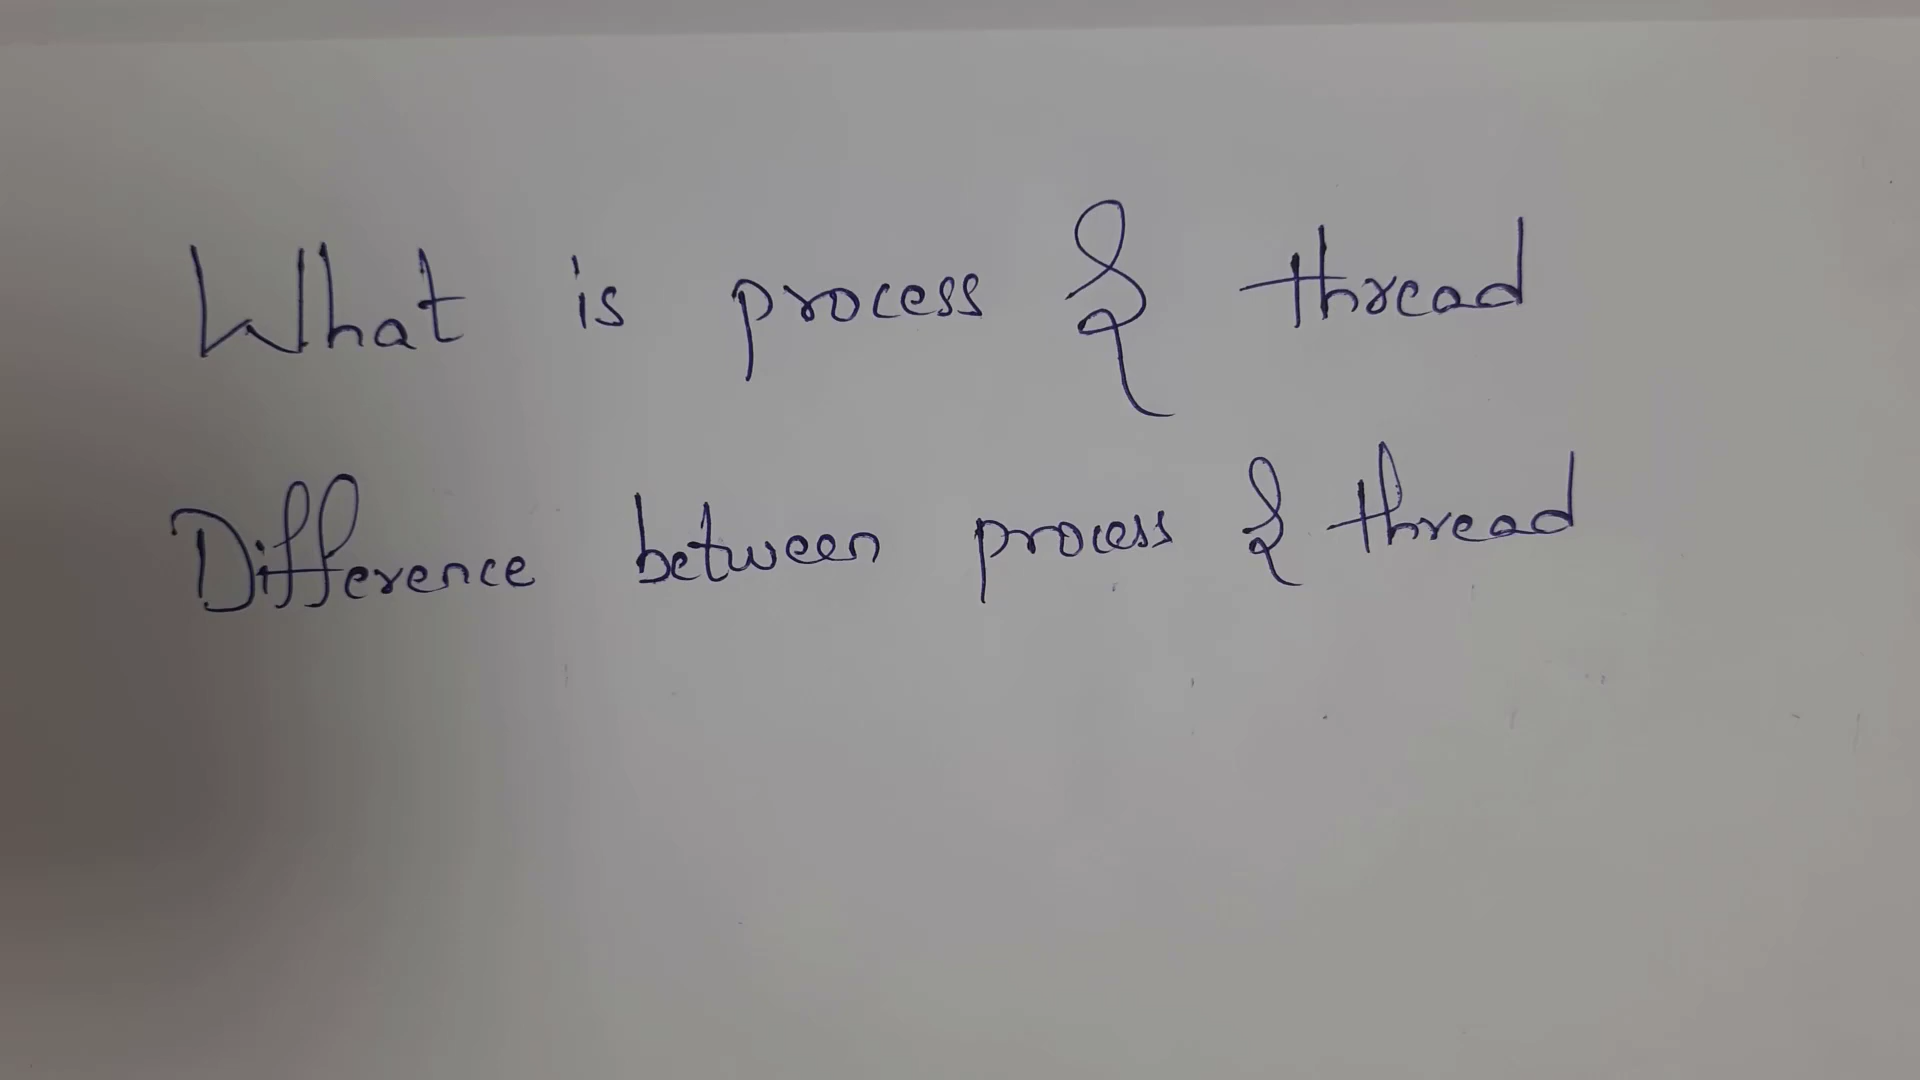 What is process & thread
Difference between process & thread